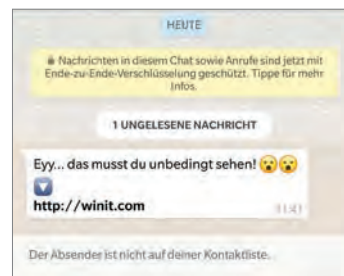 HEUTE
🔒 Nachrichten in diesem Chat sowie Anrufe sind jetzt mit
Ende-zu-Ende-Verschlüsselung geschützt. Tippe für mehr
Infos.
1 UNGELESENE NACHRICHT
Eyy... das musst du unbedingt sehen! 😮😮
🔽
http://winit.com
11:41
Der Absender ist nicht auf deiner Kontaktliste.